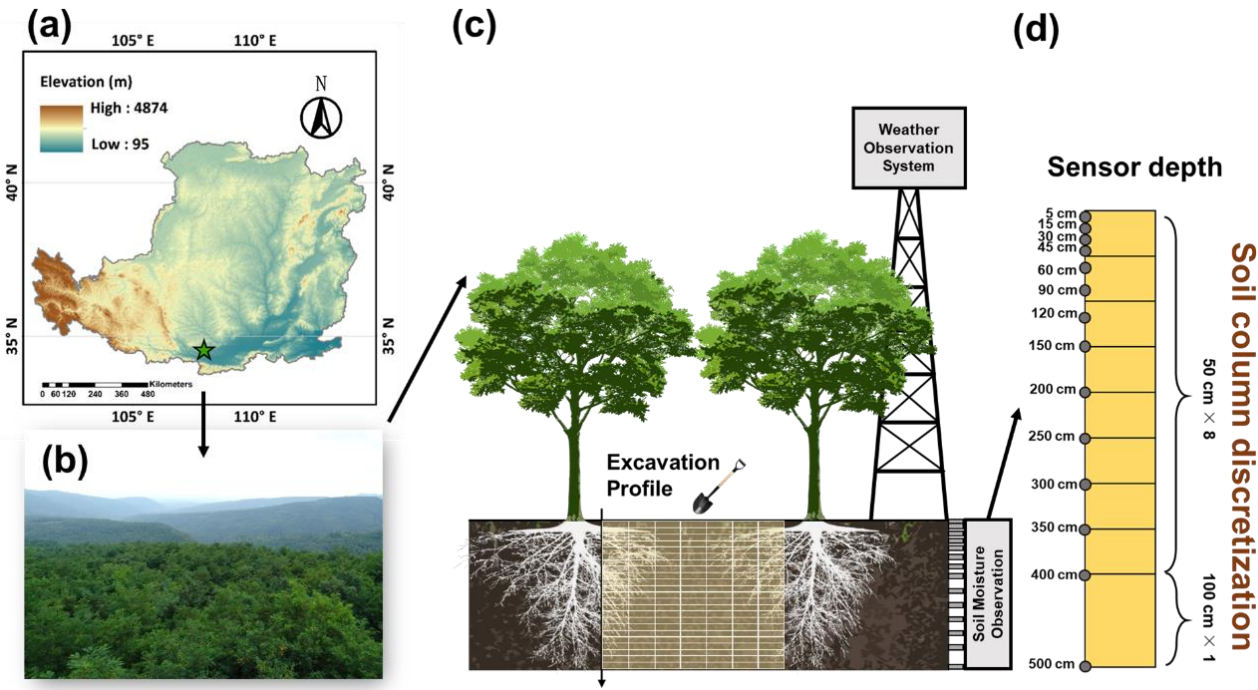 (a)
105° E
110° E
Elevation (m)
High : 4874
Low : 95
N
40° N
40° N
35° N
35° N
0 60 120 240 360 480 Kilometers
105° E
110° E
(b)
(c)
Weather
Observation
System
Excavation
Profile
Soil Moisture
Observation
(d)
Sensor depth
5 cm
15 cm
30 cm
45 cm
60 cm
90 cm
120 cm
150 cm
200 cm
250 cm
300 cm
350 cm
400 cm
500 cm
50 cm × 8
100 cm × 1
Soil column discretization